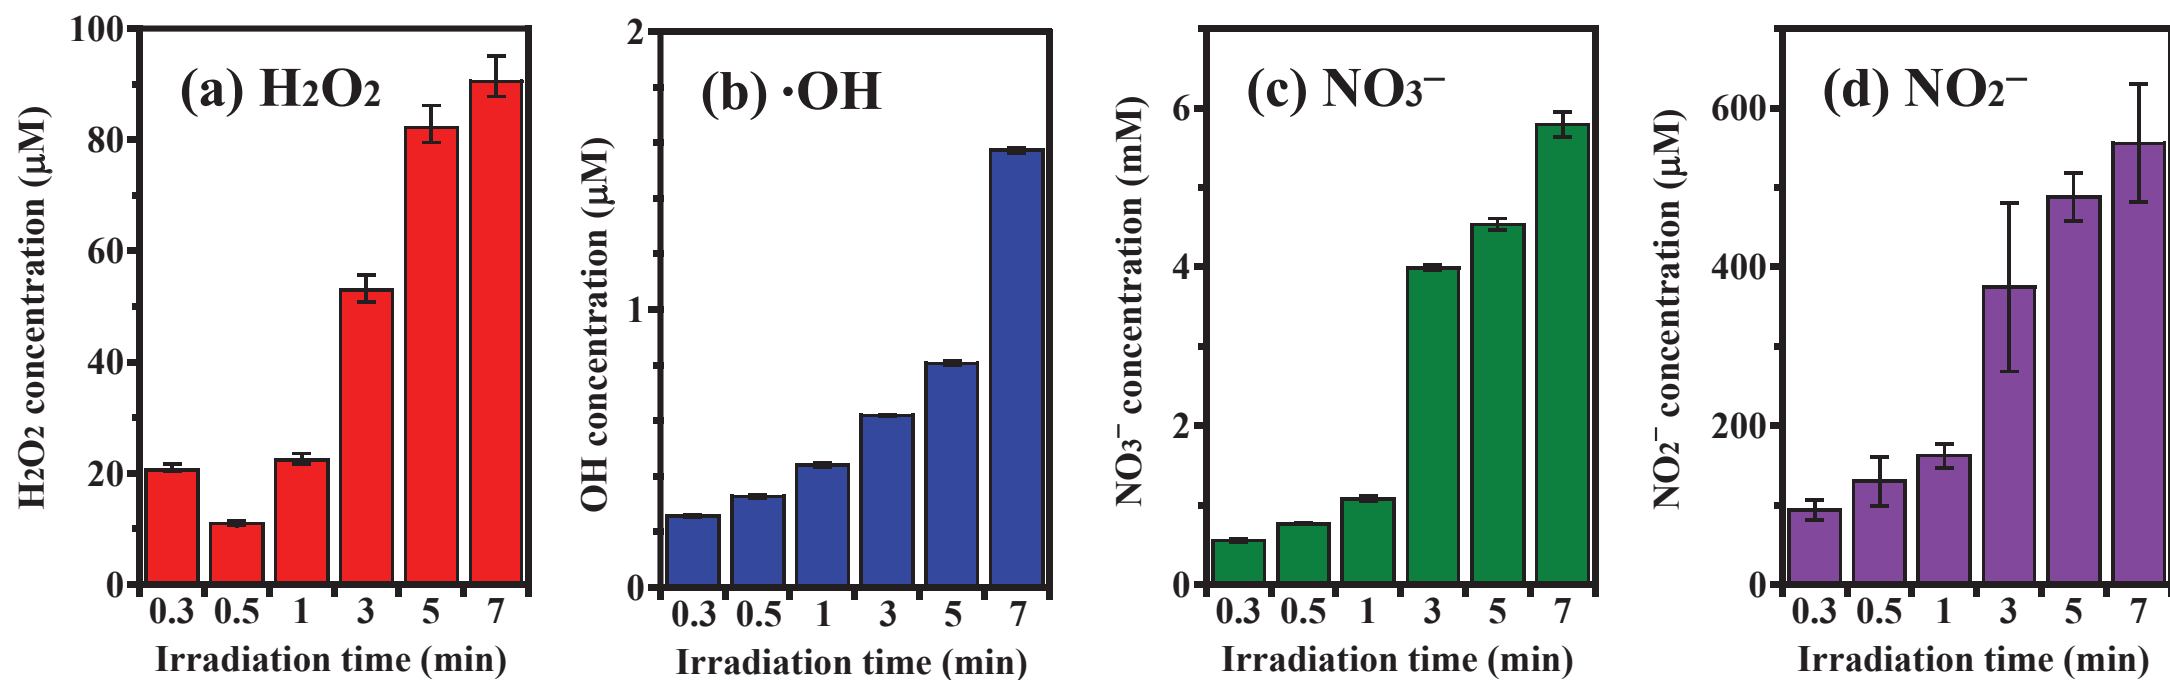 (a) H2O2
H2O2 concentration (μM)
100
80
60
40
20
0
0.3 0.5 1 3 5 7
Irradiation time (min)
(b) ·OH
OH concentration (μM)
2
1
0
0.3 0.5 1 3 5 7
Irradiation time (min)
(c) NO3−
NO3− concentration (mM)
6
4
2
0
0.3 0.5 1 3 5 7
Irradiation time (min)
(d) NO2−
NO2− concentration (μM)
600
400
200
0
0.3 0.5 1 3 5 7
Irradiation time (min)